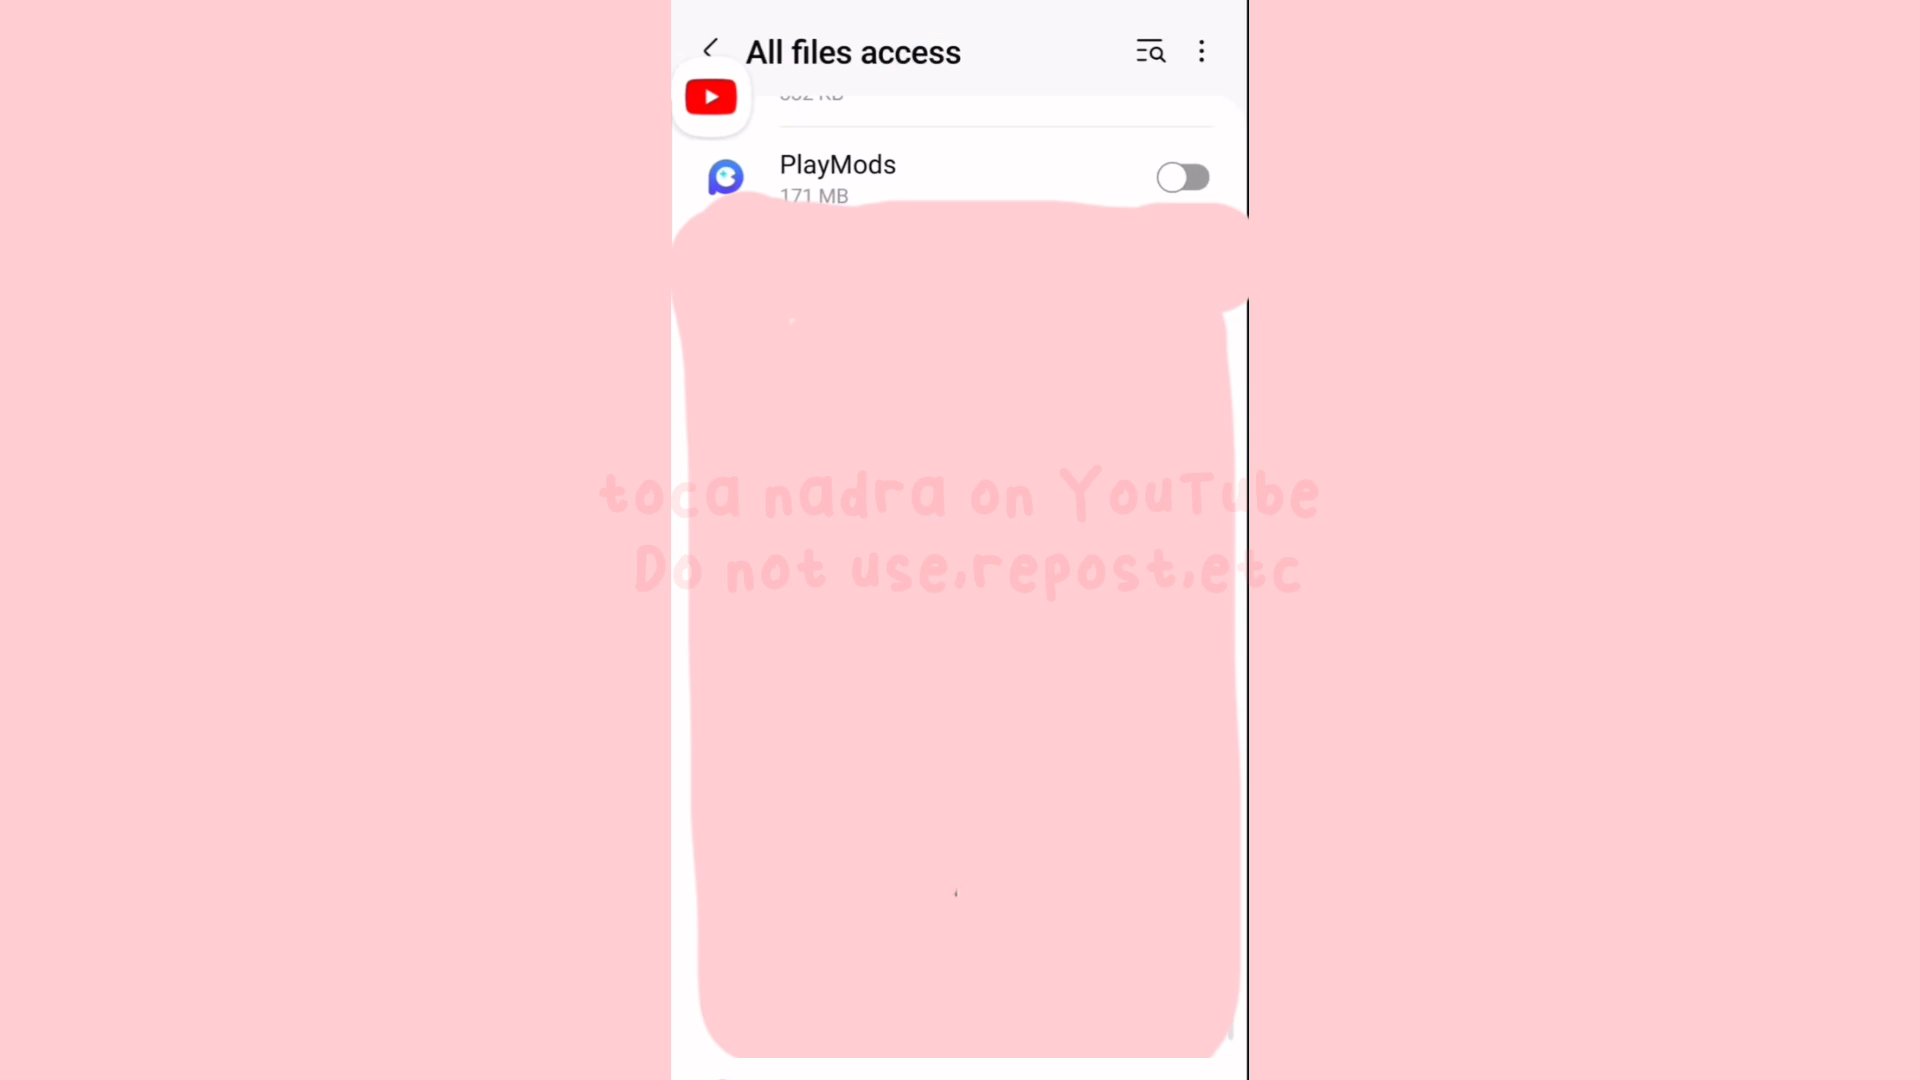 All files access
PlayMods
171 MB
toca nadra on YouTube
Do not use.repost.etc